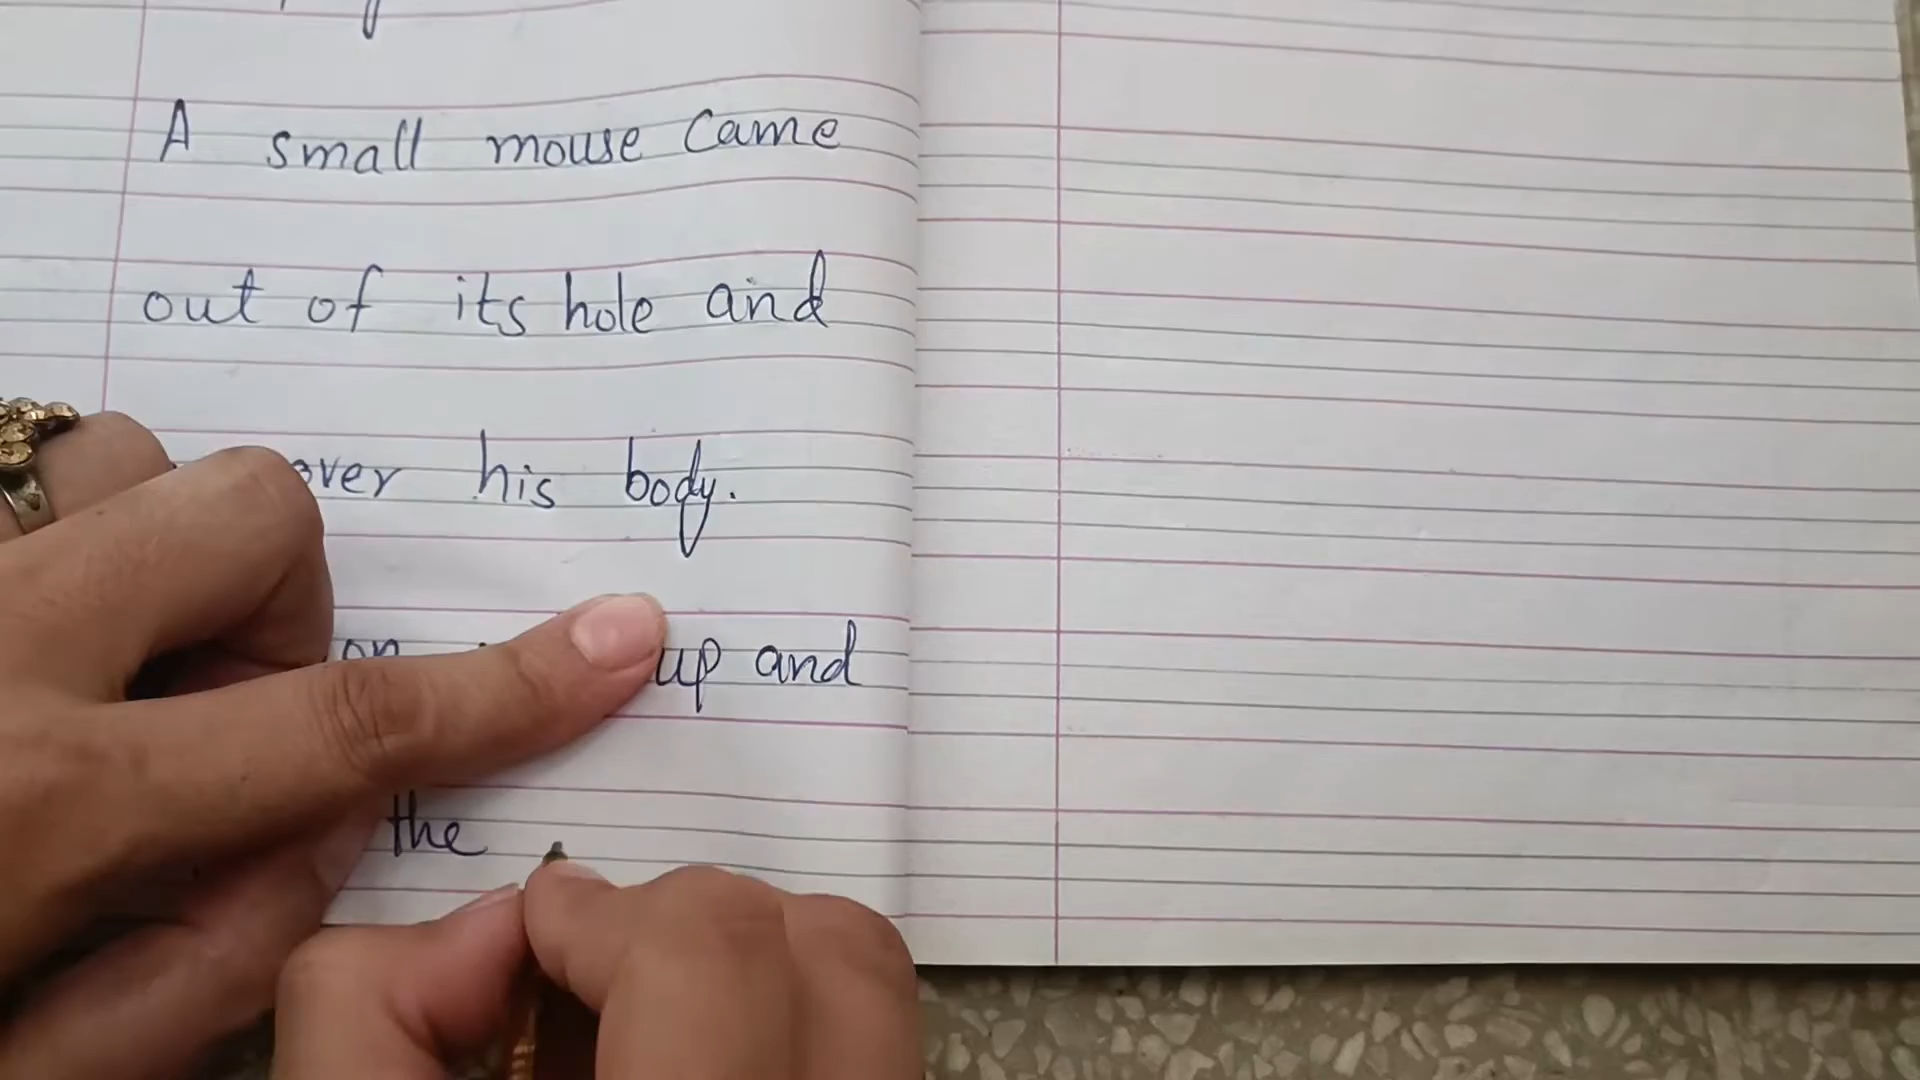 A small mouse Came
out of its hole and
over his body.
up and
the